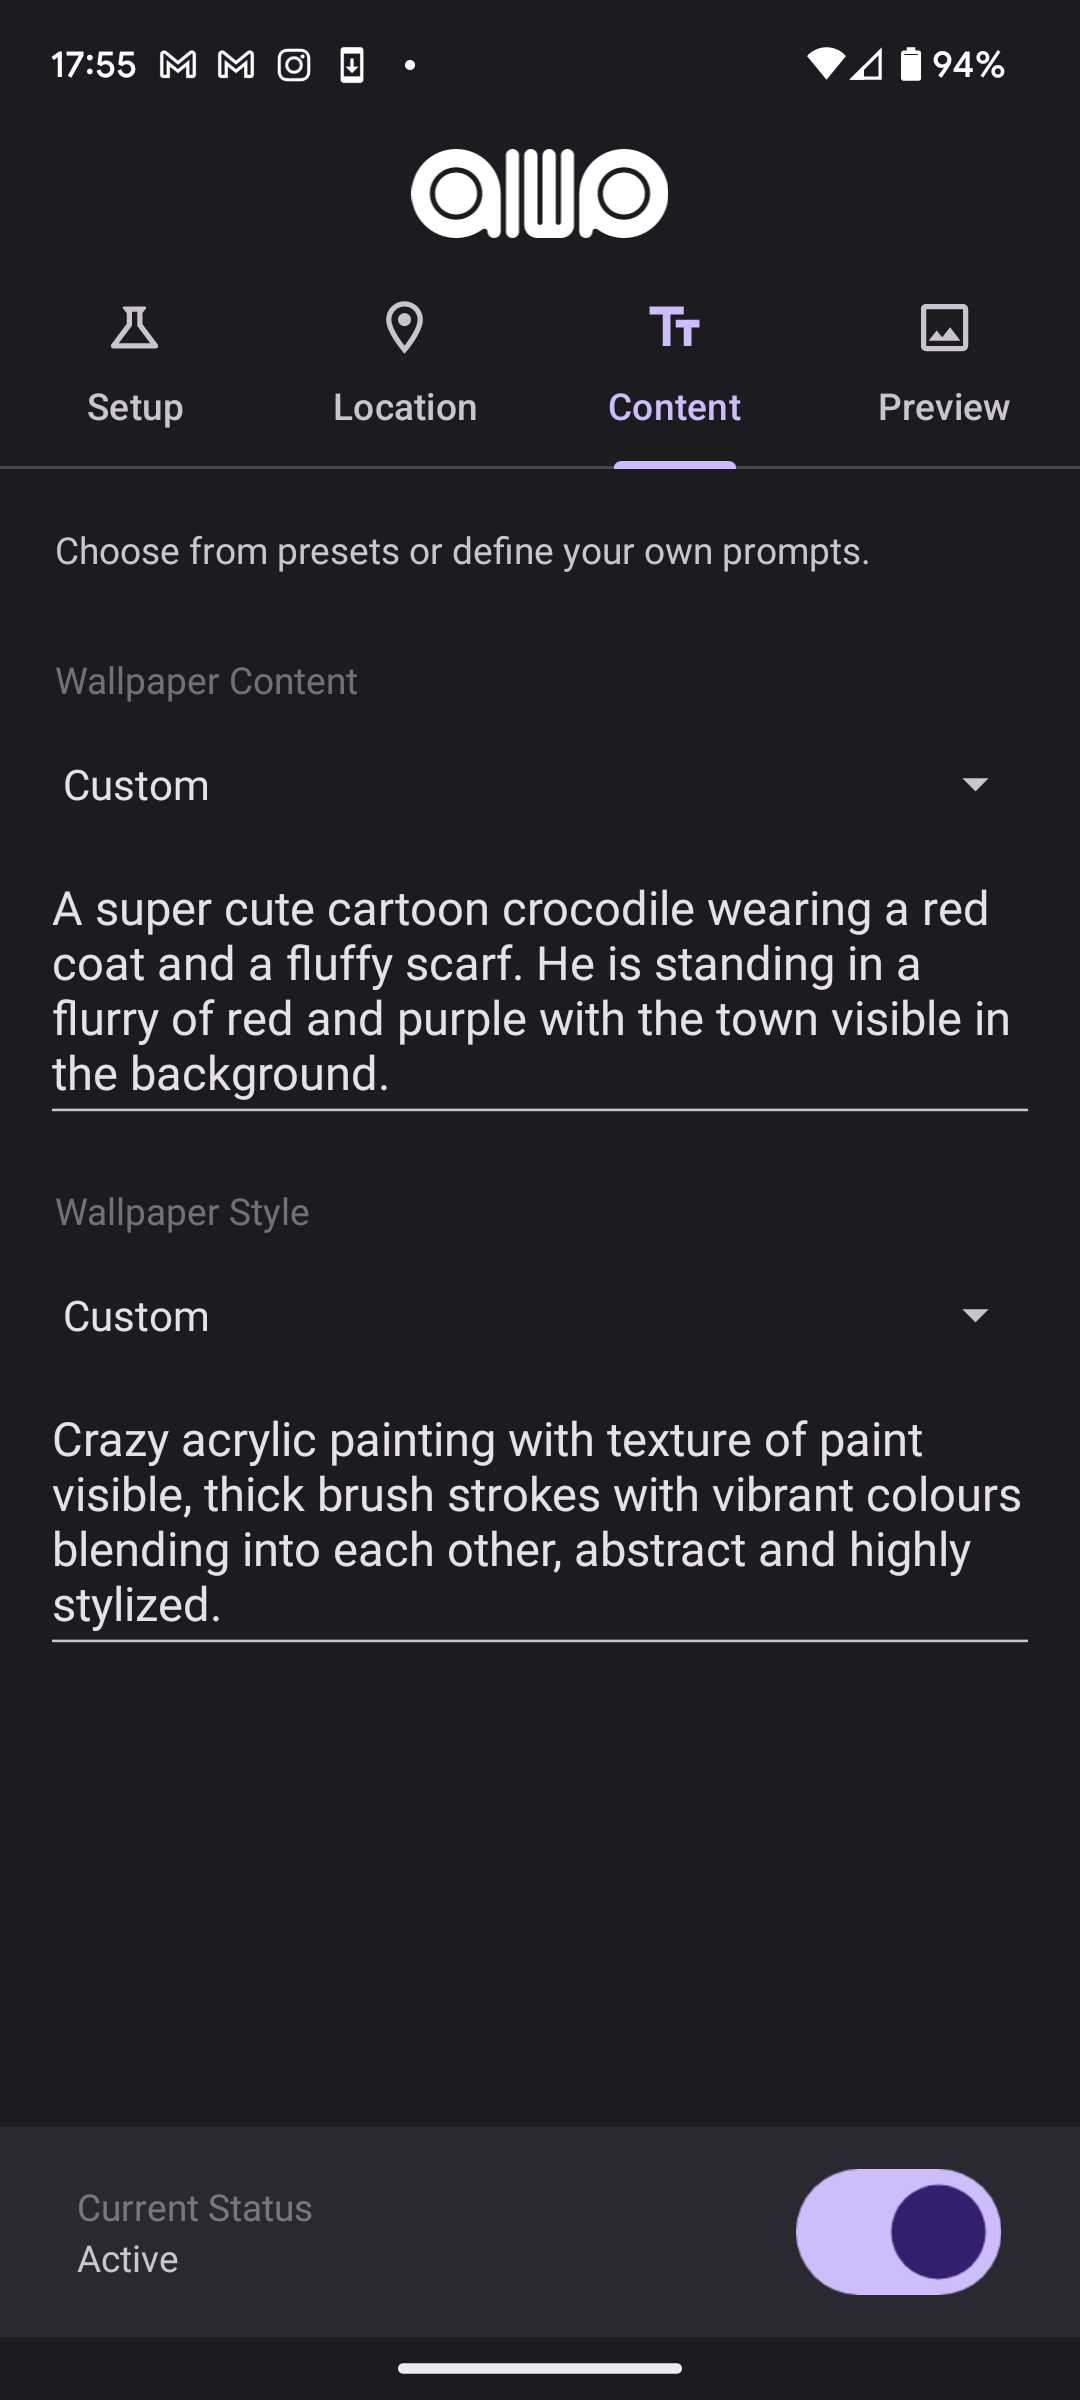 17:55
94%
Setup
Location
Content
Preview
Choose from presets or define your own prompts.
Wallpaper Content
Custom
A super cute cartoon crocodile wearing a red
coat and a fluffy scarf. He is standing in a
flurry of red and purple with the town visible in
the background.
Wallpaper Style
Custom
Crazy acrylic painting with texture of paint
visible, thick brush strokes with vibrant colours
blending into each other, abstract and highly
stylized.
Current Status
Active